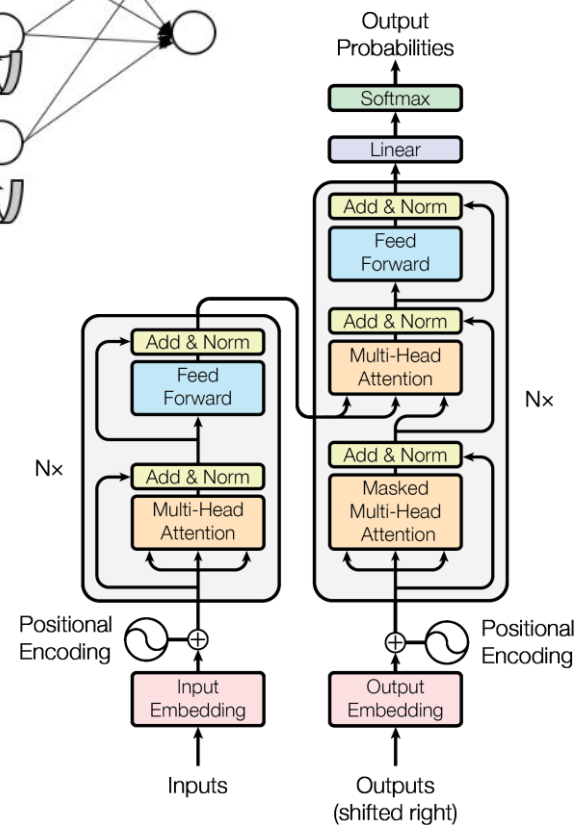 Output
Probabilities
Softmax
Linear
Add & Norm
Feed
Forward
Add & Norm
Multi-Head
Attention
Add & Norm
Masked
Multi-Head
Attention
N×
Add & Norm
Feed
Forward
Add & Norm
Multi-Head
Attention
N×
Positional
Encoding
Positional
Encoding
Input
Embedding
Output
Embedding
Inputs
Outputs
(shifted right)